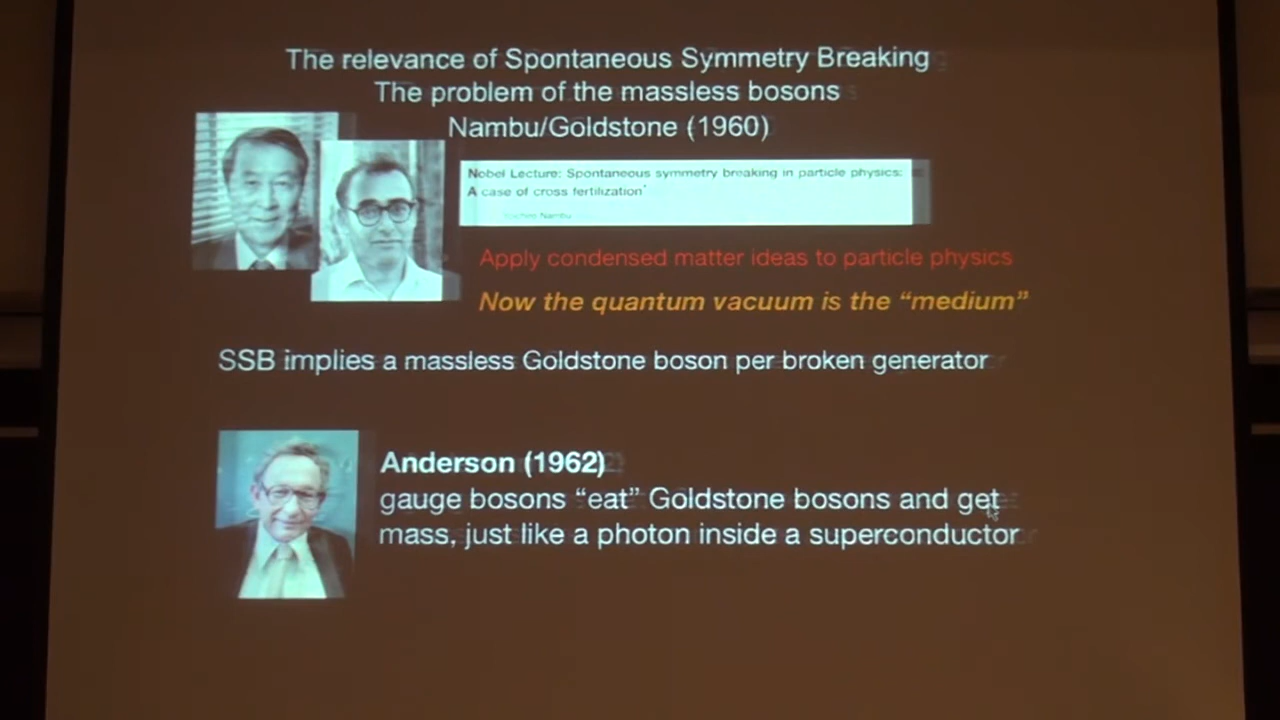 The relevance of Spontaneous Symmetry Breaking
The problem of the massless bosons
Nambu/Goldstone (1960)
Nobel Lecture: Spontaneous symmetry breaking in particle physics:
A case of cross fertilization*
Nambu
Apply condensed matter ideas to particle physics
Now the quantum vacuum is the “medium”
SSB implies a massless Goldstone boson per broken generator
Anderson (1962)
gauge bosons “eat” Goldstone bosons and get
mass, just like a photon inside a superconductor